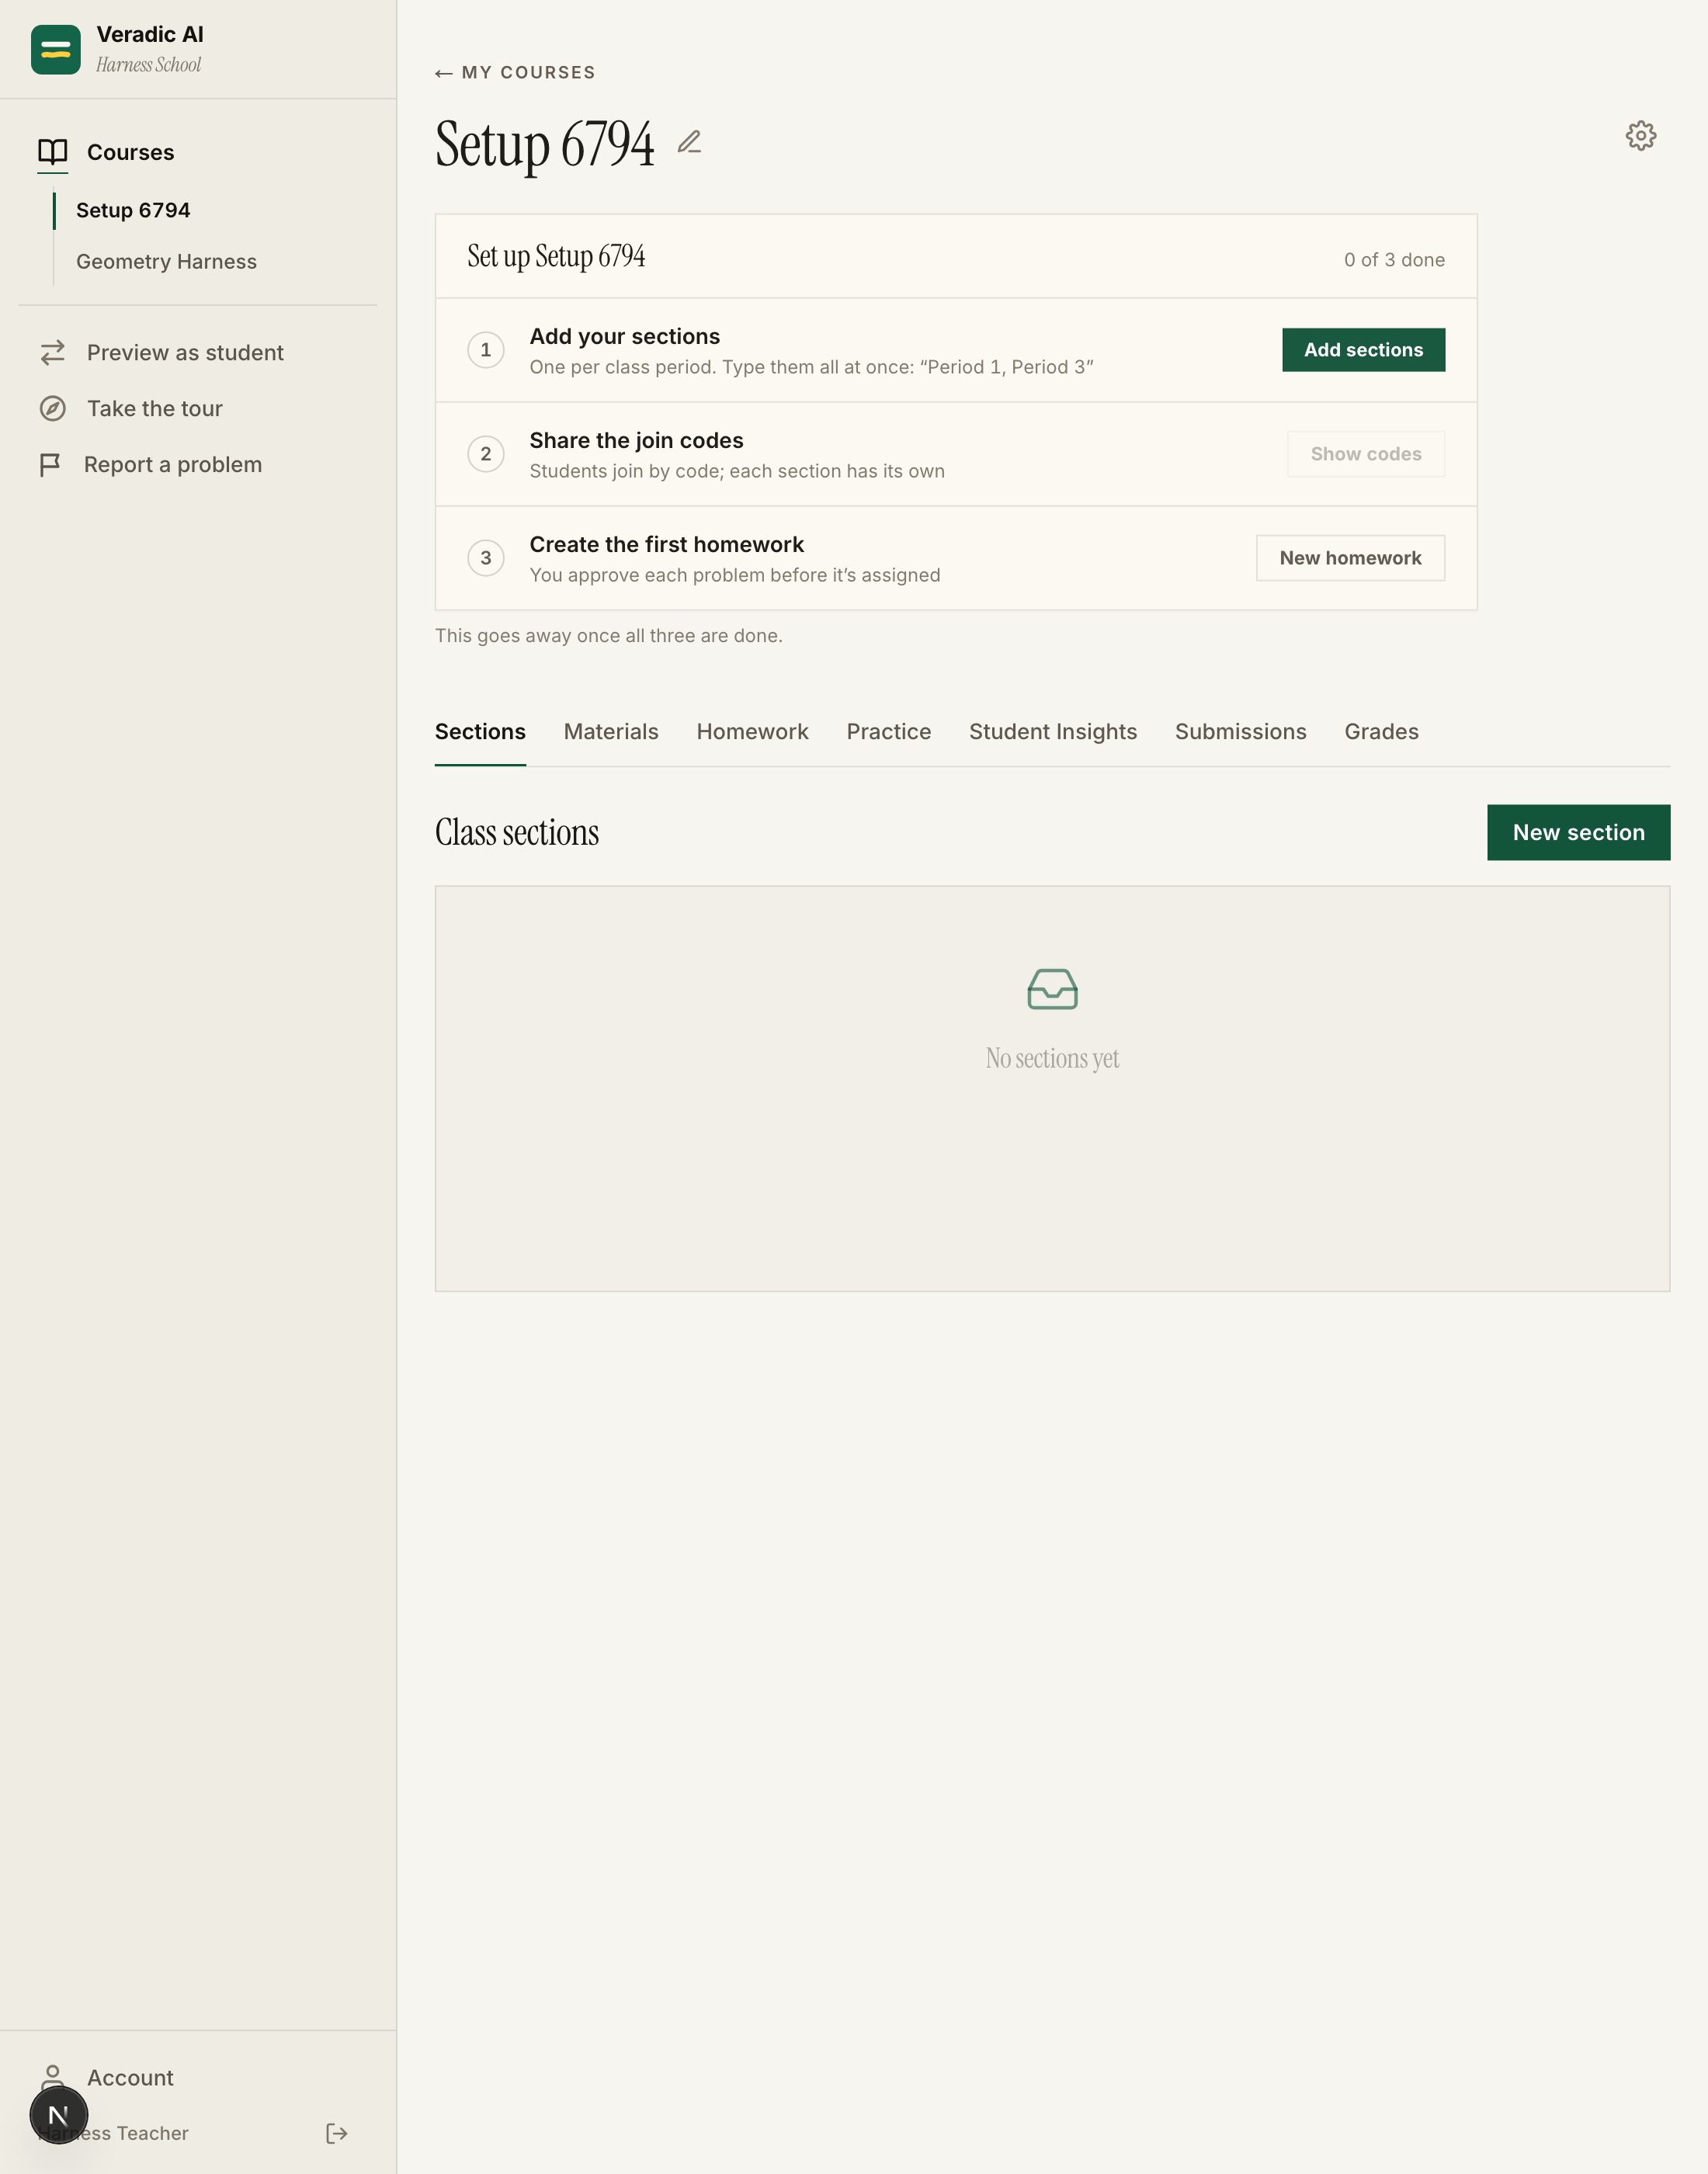 Veradic AI
Harness School
Courses
Setup 6794
Geometry Harness
Preview as student
Take the tour
Report a problem
← MY COURSES
Setup 6794
Set up Setup 6794
0 of 3 done
1
Add your sections
One per class period. Type them all at once: “Period 1, Period 3”
Add sections
2
Share the join codes
Students join by code; each section has its own
Show codes
3
Create the first homework
You approve each problem before it’s assigned
New homework
This goes away once all three are done.
Sections Materials Homework Practice Student Insights Submissions Grades
Class sections
New section
No sections yet
Account
N
Harness Teacher